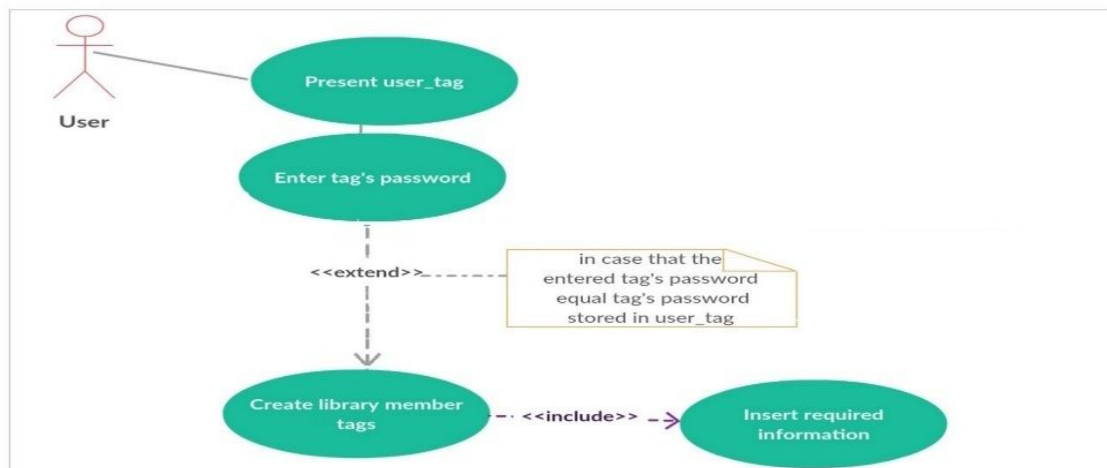 Present user_tag
User
Enter tag's password
<<extend>>
in case that the
entered tag's password
equal tag's password
stored in user_tag
Create library member
tags
<<include>>
Insert required
information